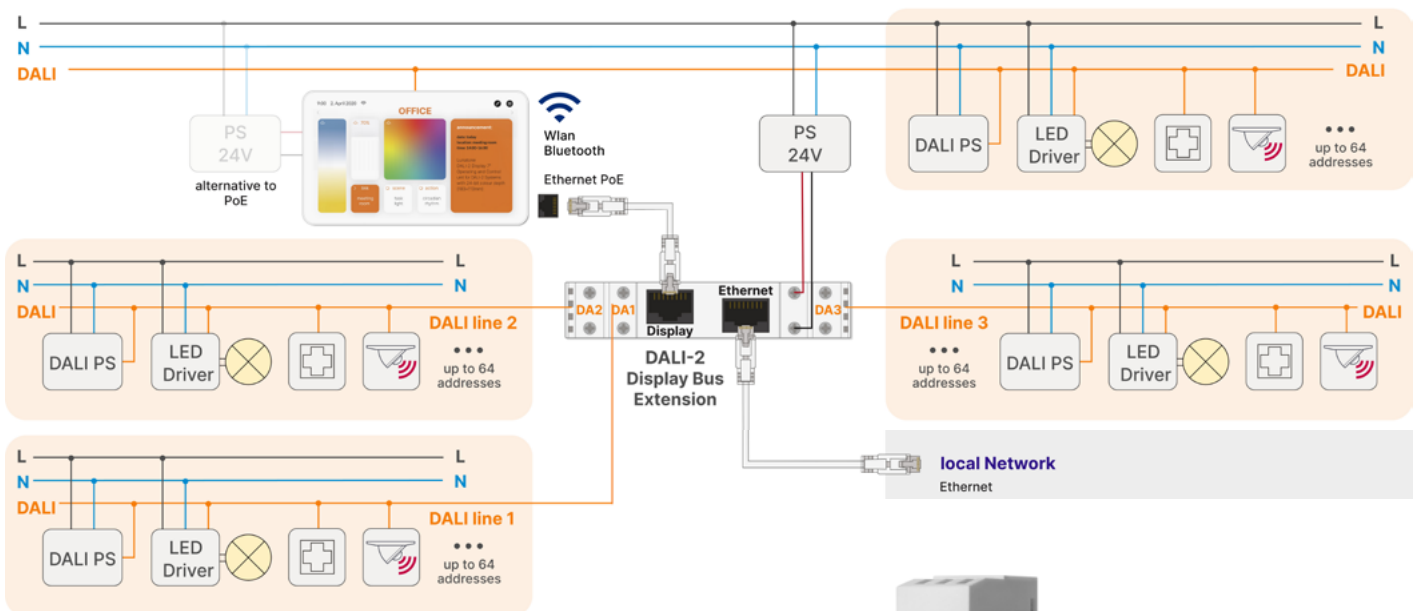 L
L
N
N
DALI
DALI
PS
24V
alternative to
PoE
OFFICE
Wlan
Bluetooth
Ethernet PoE
PS
24V
DALI PS
LED
Driver
up to 64
addresses
L
L
N
N
DALI
DALI line 2
DALI PS
LED
Driver
up to 64
addresses
DA2
DA1
Display
Ethernet
DA3
DALI-2
Display Bus
Extension
L
L
N
N
DALI line 3
DALI
up to 64
addresses
DALI PS
LED
Driver
L
L
N
N
DALI
DALI line 1
DALI PS
LED
Driver
up to 64
addresses
local Network
Ethernet